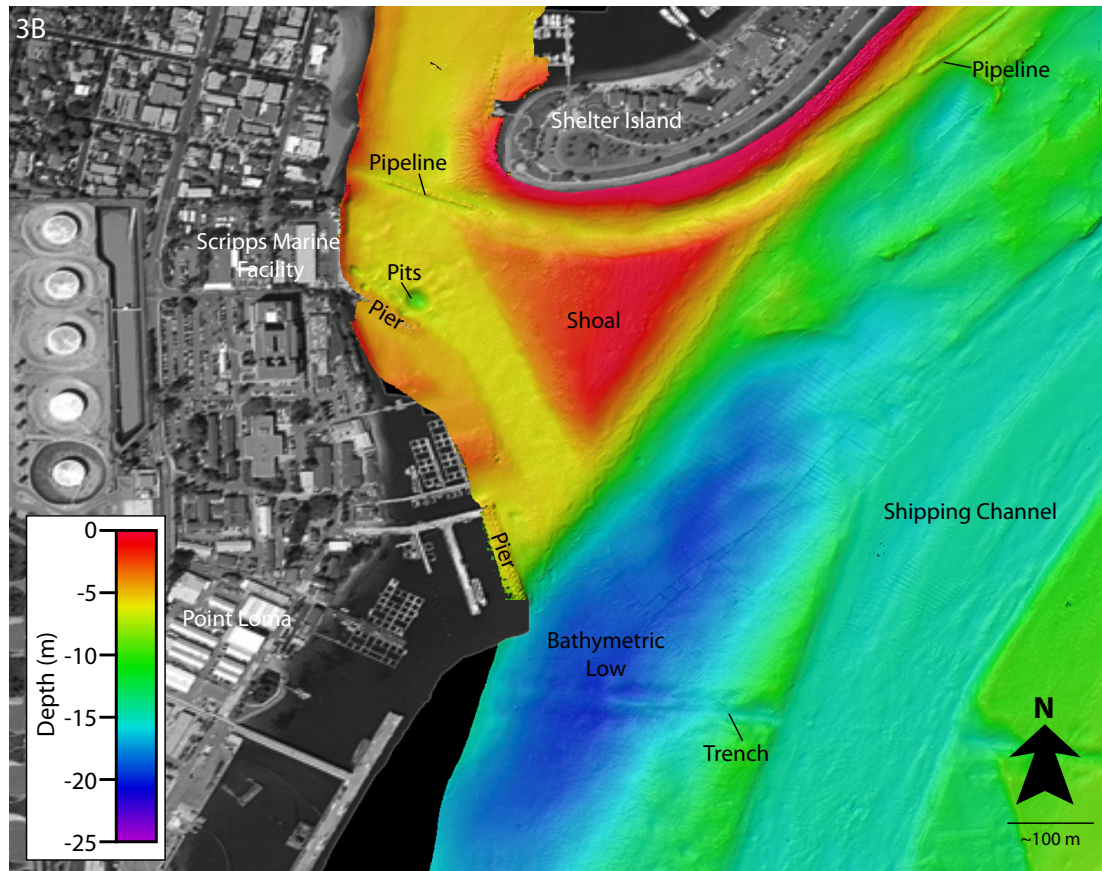 3B
Pipeline
Shelter Island
Pipeline
Scripps Marine
Facility
Pits
Pier
Shoal
Shipping Channel
Pier
0
-5
-10
-15
-20
-25
Depth (m)
Point Loma
Bathymetric
Low
Trench
N
~100 m